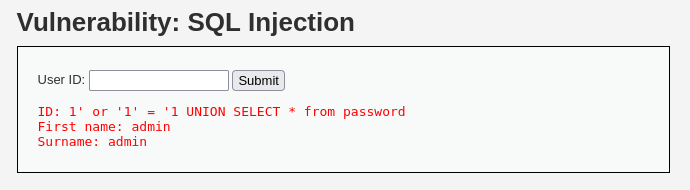 Vulnerability: SQL Injection
User ID: Submit
ID: 1' or '1' = '1 UNION SELECT * from password
First name: admin
Surname: admin